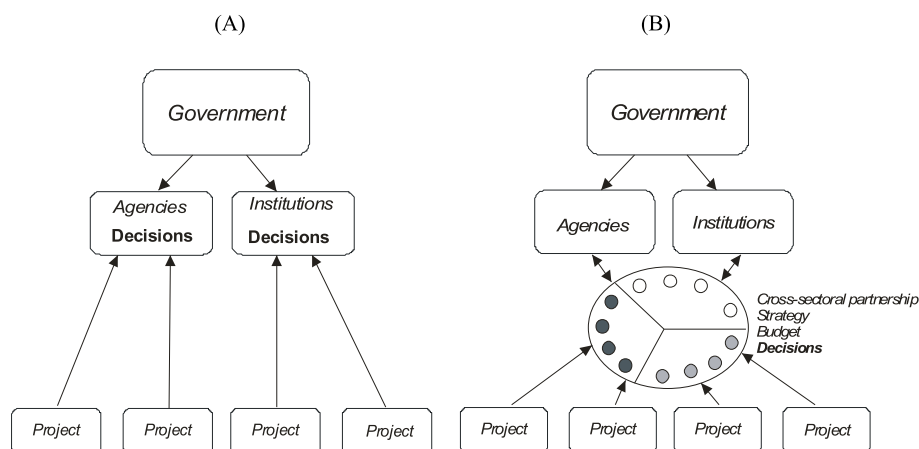 (A)
Government
Agencies
Decisions
Institutions
Decisions
Project
Project
Project
Project
(B)
Government
Agencies
Institutions
Cross-sectoral partnership
Strategy
Budget
Decisions
Project
Project
Project
Project